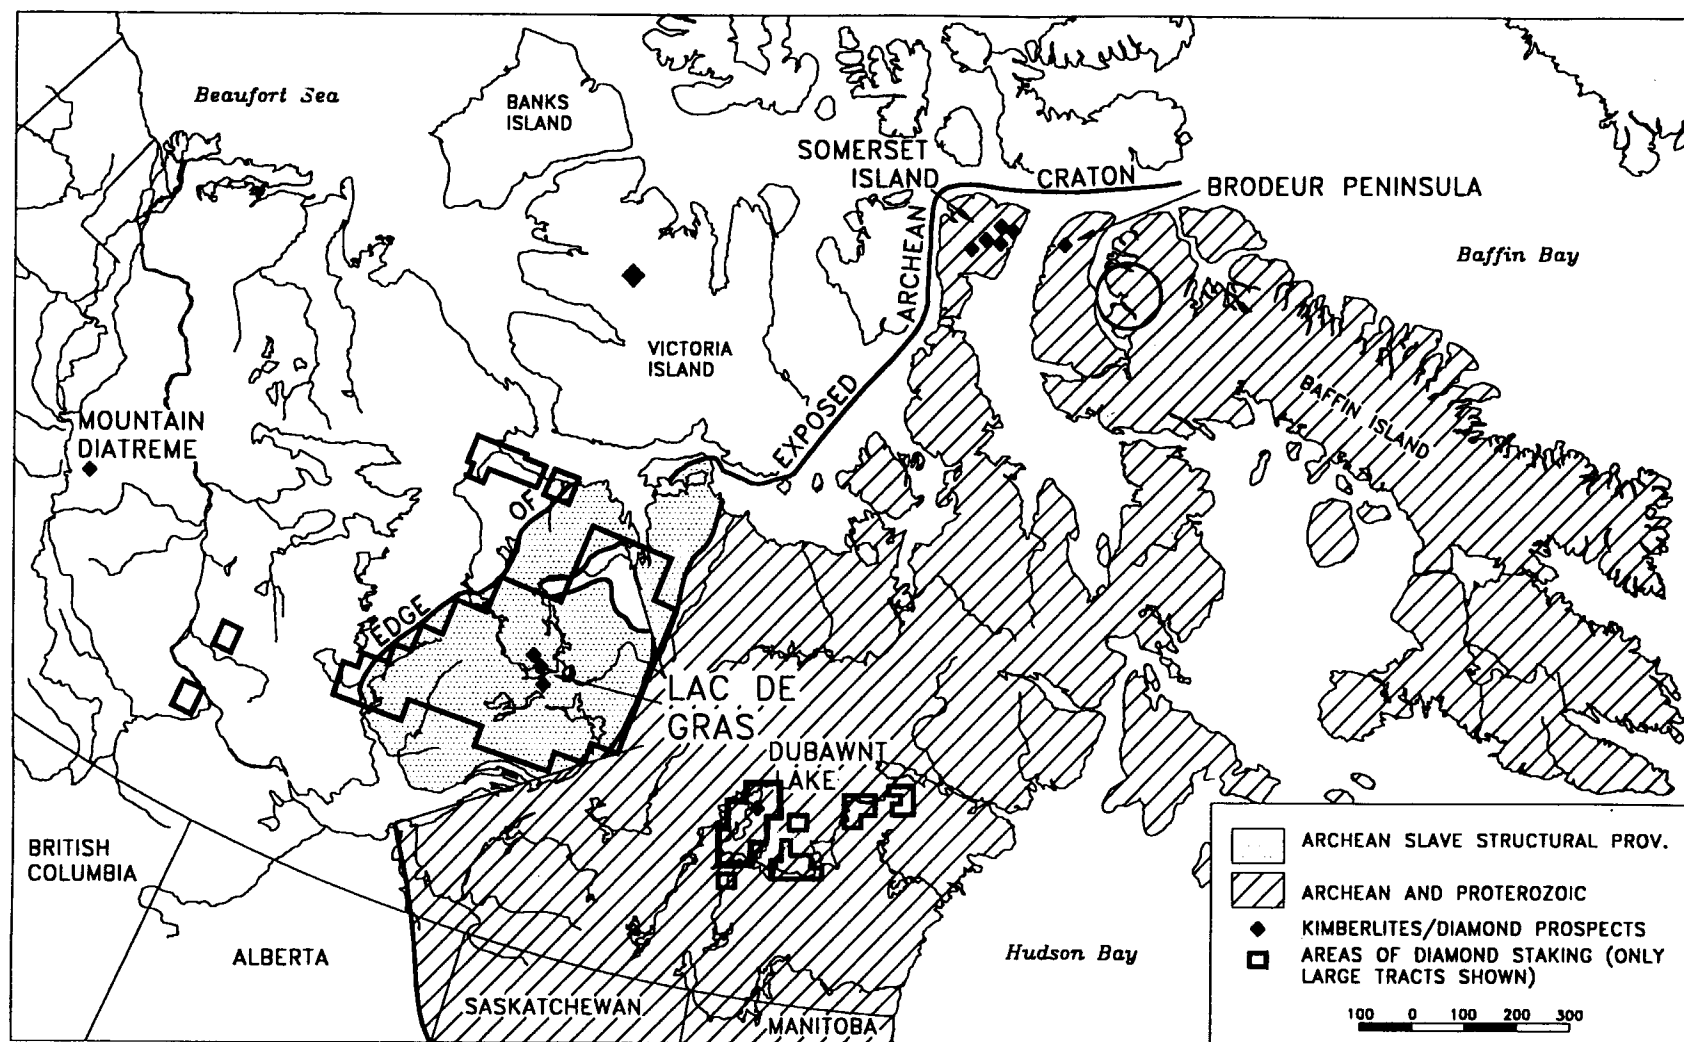 Beaufort Sea
BANKS
ISLAND
SOMERSET
ISLAND
CRATON
BRODEUR PENINSULA
ARCHEAN
Baffin Bay
VICTORIA
ISLAND
EXPOSED
BAFFIN ISLAND
MOUNTAIN
DIATREME
OF
EDGE
LAC DE
GRAS
DUBAWNT
LAKE
BRITISH
COLUMBIA
ALBERTA
SASKATCHEWAN
MANITOBA
Hudson Bay
ARCHEAN SLAVE STRUCTURAL PROV.
ARCHEAN AND PROTEROZOIC
KIMBERLITES/DIAMOND PROSPECTS
AREAS OF DIAMOND STAKING (ONLY
LARGE TRACTS SHOWN)
100 0 100 200 300